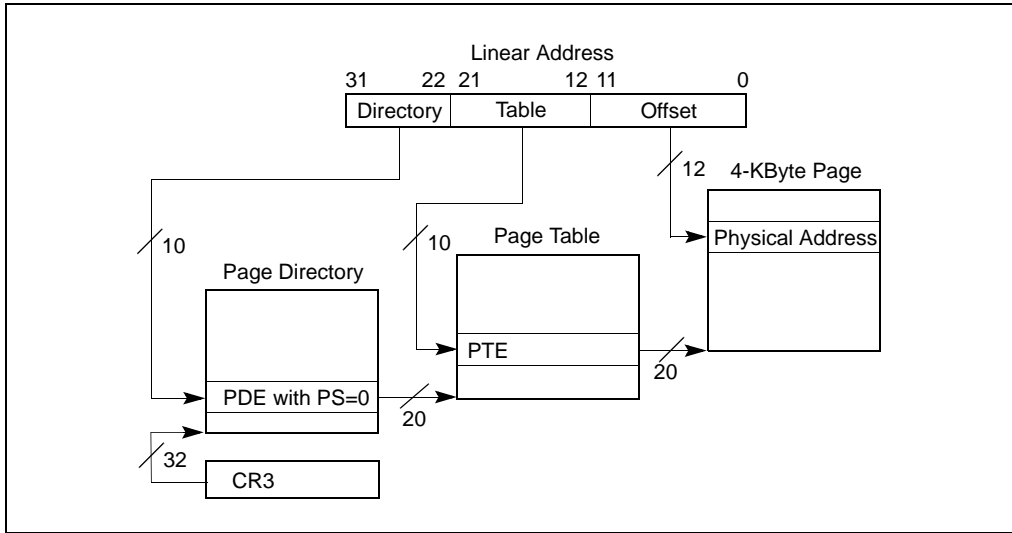 Linear Address
31 22 21 12 11 0
Directory Table Offset
12 4-KByte Page
10 10 Page Table Physical Address
Page Directory
PTE
20
PDE with PS=0
20
32
CR3